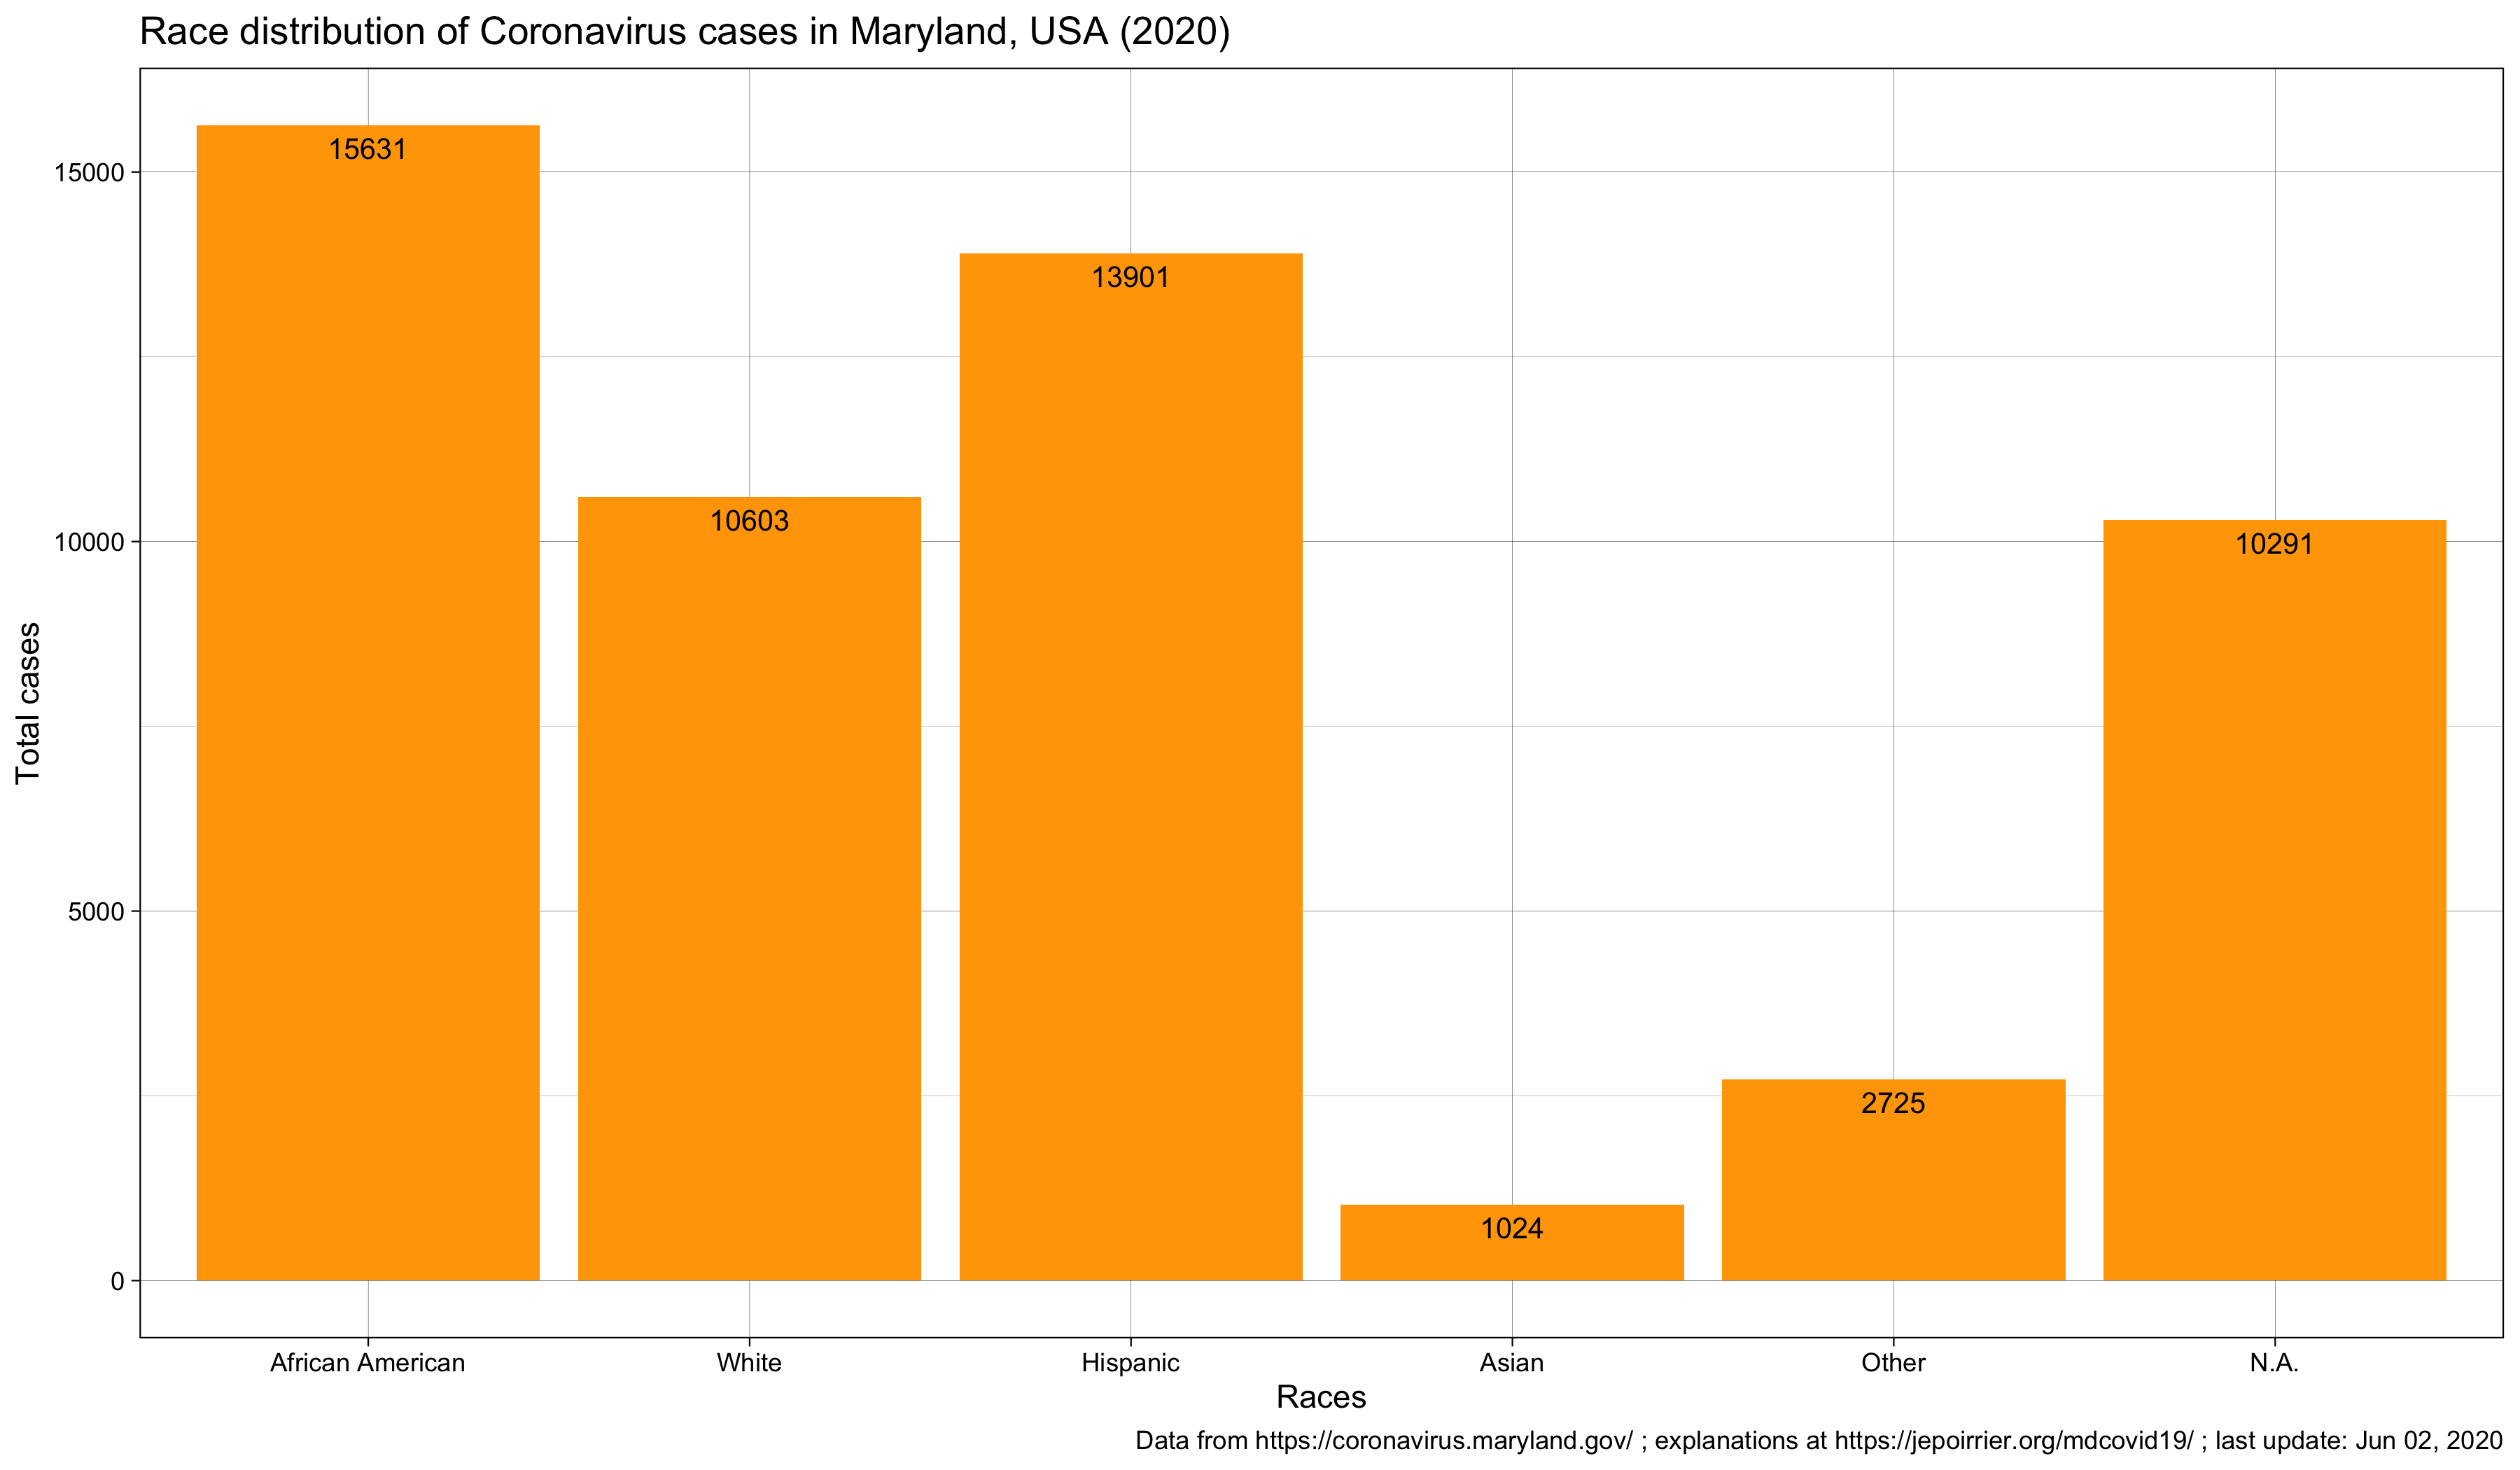 Race distribution of Coronavirus cases in Maryland, USA (2020)
Total cases
15000
10000
5000
0
15631
10603
13901
1024
2725
10291
African American
White
Hispanic
Asian
Other
N.A.
Races
Data from https://coronavirus.maryland.gov/ ; explanations at https://jepoirrier.org/mdcovid19/ ; last update: Jun 02, 2020